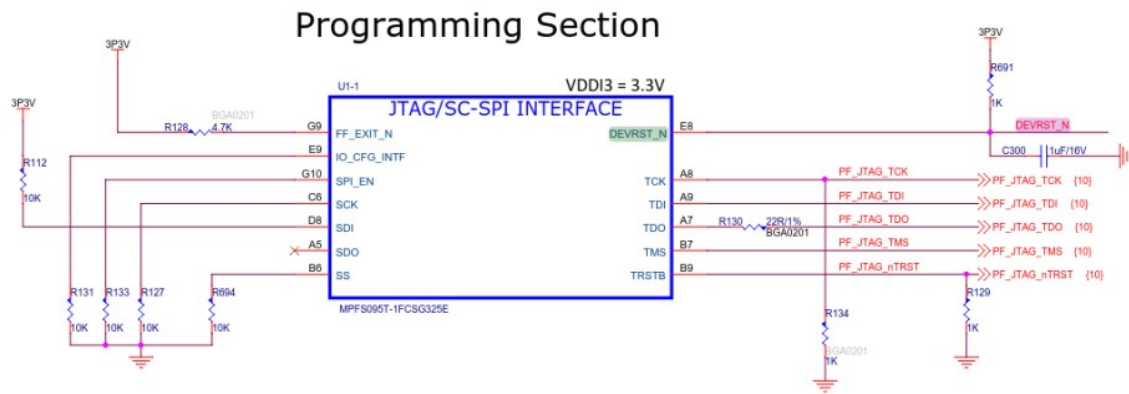 Programming Section
3P3V
3P3V
3P3V
U1-1
VDDI3 = 3.3V
JTAG/SC-SPI INTERFACE
R691
1K
BGA0201
R128
4.7K
G9
FF_EXIT_N
DEVRST_N
E8
DEVRST_N
E9
IO_CFG_INTF
C300
1uF/16V
R112
10K
G10
SPI_EN
TCK
A8
PF_JTAG_TCK
PF_JTAG_TCK {10}
C6
SCK
TDI
A9
PF_JTAG_TDI
PF_JTAG_TDI {10}
D8
SDI
TDO
A7
R130
22R/1%
BGA0201
PF_JTAG_TDO
PF_JTAG_TDO {10}
A5
SDO
TMS
B7
PF_JTAG_TMS
PF_JTAG_TMS {10}
B6
SS
TRSTB
B9
PF_JTAG_nTRST
PF_JTAG_nTRST {10}
R131
10K
R133
10K
R127
10K
R694
10K
MPFS095T-1FCSG325E
R134
BGA0201
1K
R129
1K